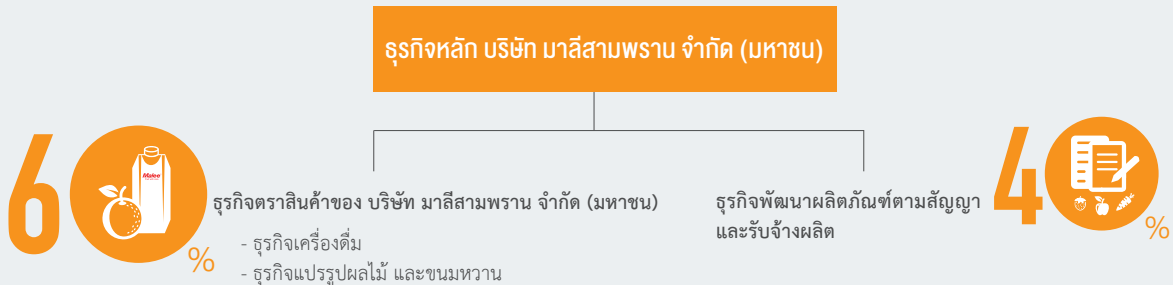 ธุรกิจหลัก บริษัท มาลีสามพราน จำกัด (มหาชน)
60%
Malee
ธุรกิจตราสินค้าของ บริษัท มาลีสามพราน จำกัด (มหาชน)
- ธุรกิจเครื่องดื่ม
- ธุรกิจแปรรูปผลไม้ และขนมหวาน
ธุรกิจพัฒนาผลิตภัณฑ์ตามสัญญา
และรับจ้างผลิต
40%